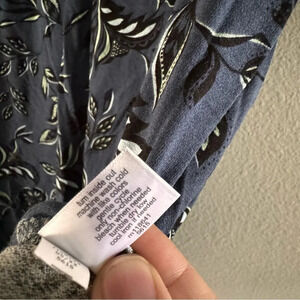 turn inside out
machine wash cold
with like colors
gentle cycle
only non-chlorine
bleach when needed
tumble dry low
cool iron if needed
5615